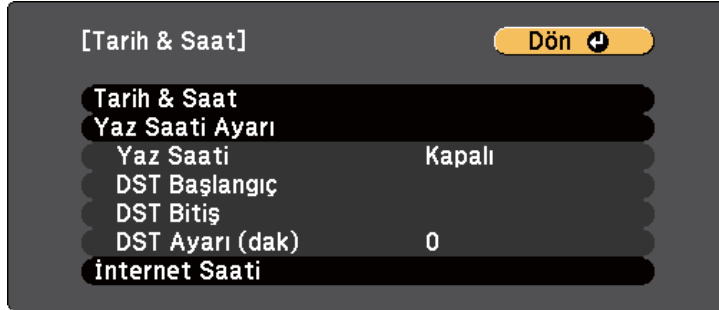 [Tarih & Saat] Dön
Tarih & Saat
Yaz Saati Ayarı
Yaz Saati Kapalı
DST Başlangıç
DST Bitiş
DST Ayarı (dak) 0
İnternet Saati